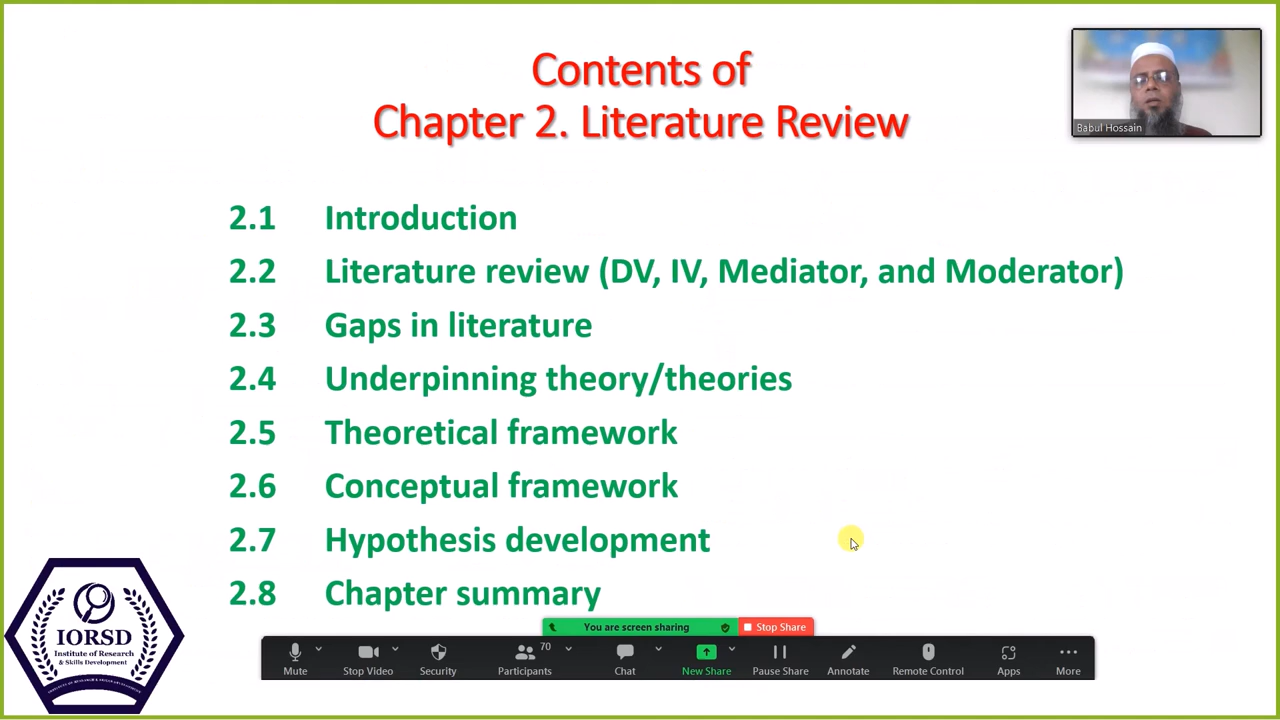 Contents of
Chapter 2. Literature Review
Babul Hossain
2.1 Introduction
2.2 Literature review (DV, IV, Mediator, and Moderator)
2.3 Gaps in literature
2.4 Underpinning theory/theories
2.5 Theoretical framework
2.6 Conceptual framework
2.7 Hypothesis development
2.8 Chapter summary
IORSD
Institute of Research
& Skills Development
You are screen sharing
Stop Share
70
Mute
Stop Video
Security
Participants
Chat
New Share
Pause Share
Annotate
Remote Control
Apps
More